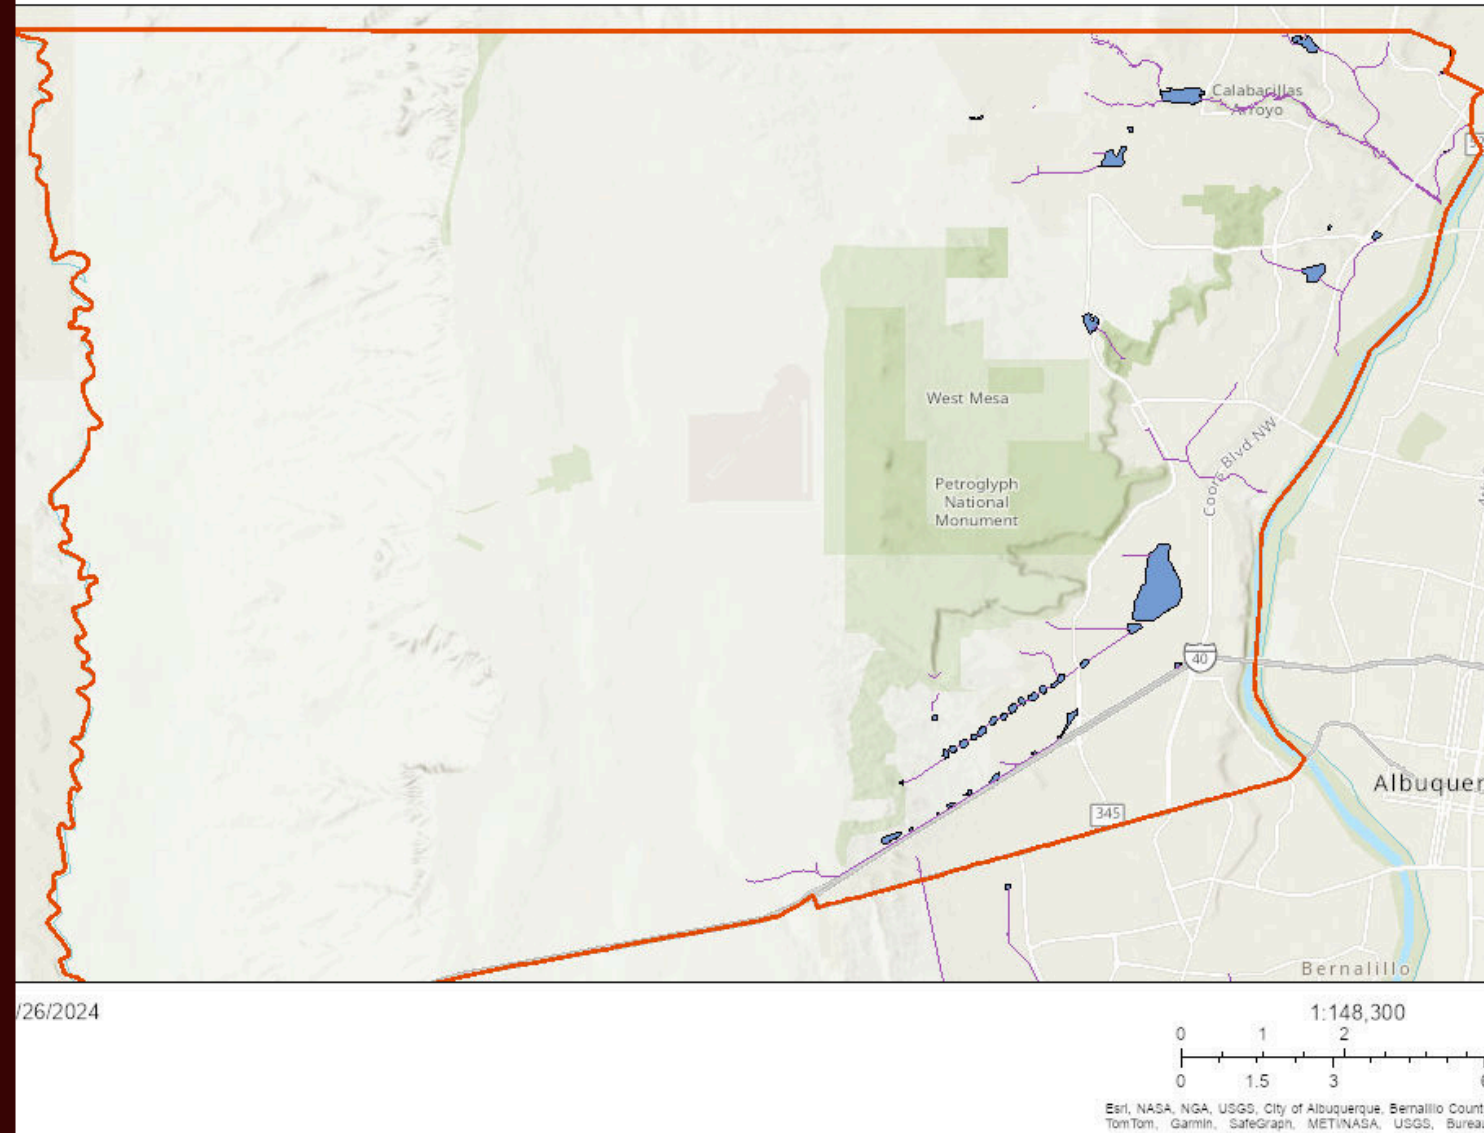 Calabacillas
Arroyo
West Mesa
Petroglyph
National
Monument
Coors Blvd NW
40
345
Albuquer
Bernalillo
/26/2024
1:148,300
0 1 2
0 1.5 3
Esri, NASA, NGA, USGS, City of Albuquerque, Bernalillo Count
TomTom, Garmin, SafeGraph, METI/NASA, USGS, Burea